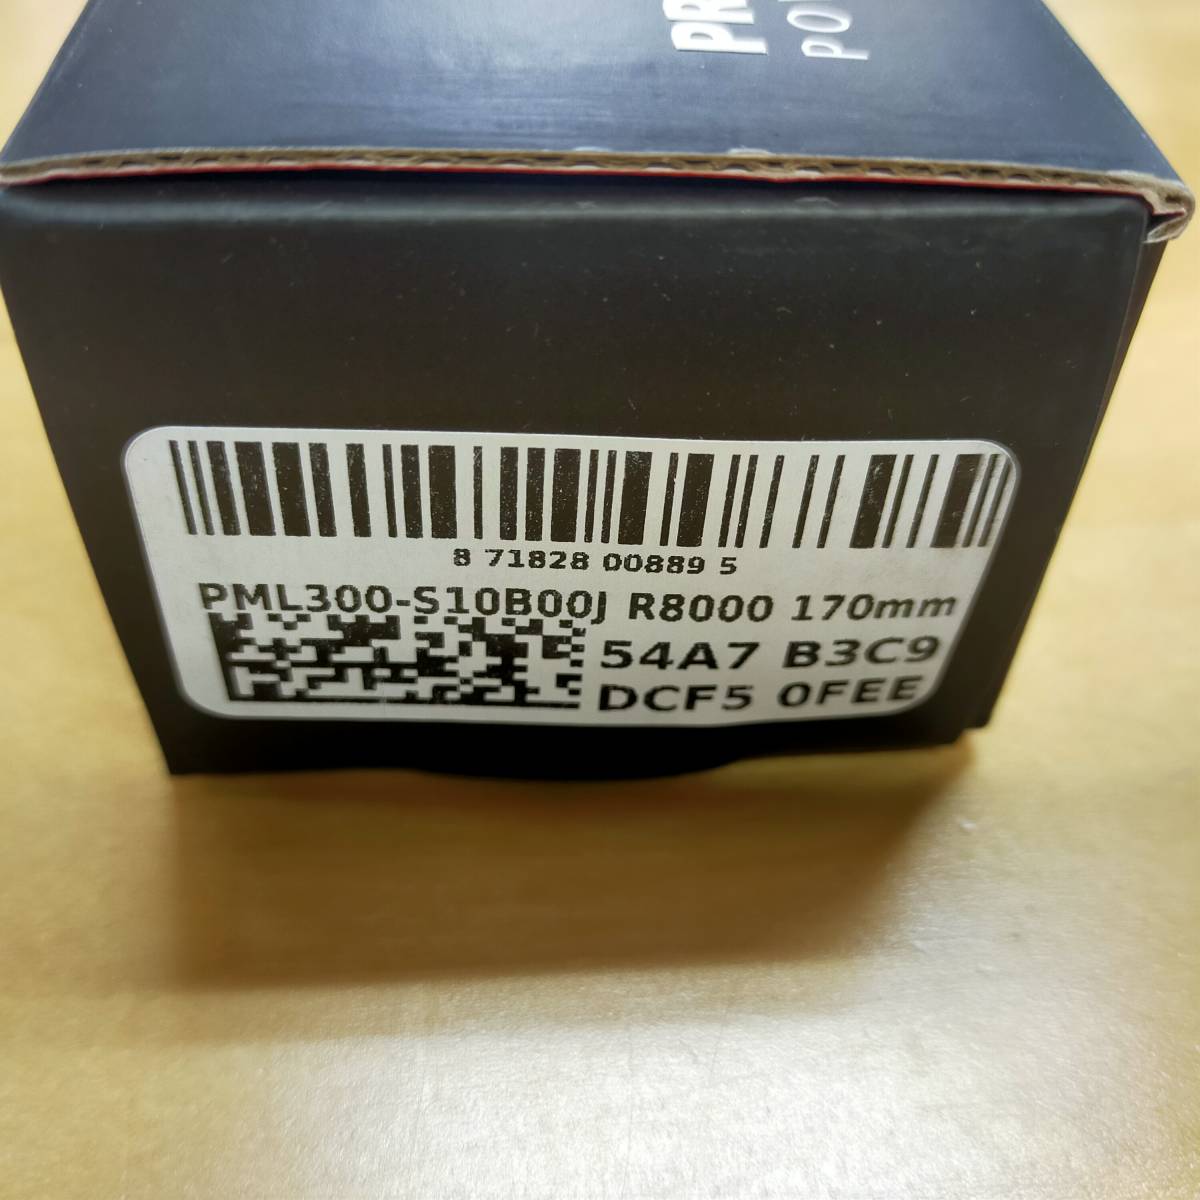 8 71828 00889 5
PML300-S10B00J R8000 170mm
54A7 B3C9
DCF5 0FEE